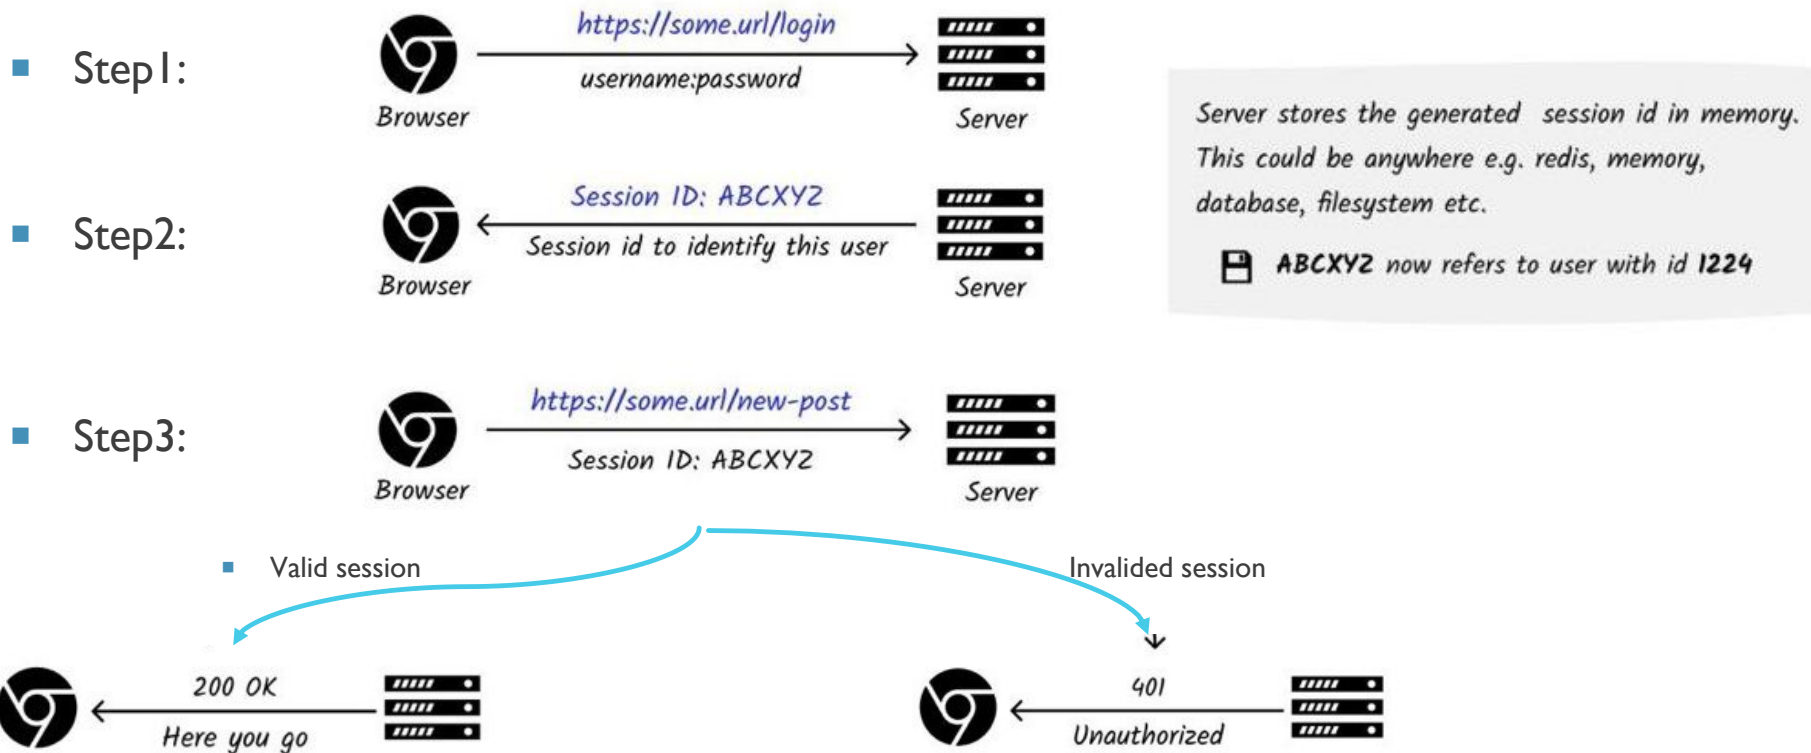 Step1:
https://some.url/login
username:password
Browser
Server
Server stores the generated session id in memory.
This could be anywhere e.g. redis, memory,
database, filesystem etc.
ABCXYZ now refers to user with id 1224
Step2:
Session ID: ABCXYZ
Session id to identify this user
Browser
Server
Step3:
https://some.url/new-post
Session ID: ABCXYZ
Browser
Server
Valid session
Invalided session
200 OK
Here you go
401
Unauthorized